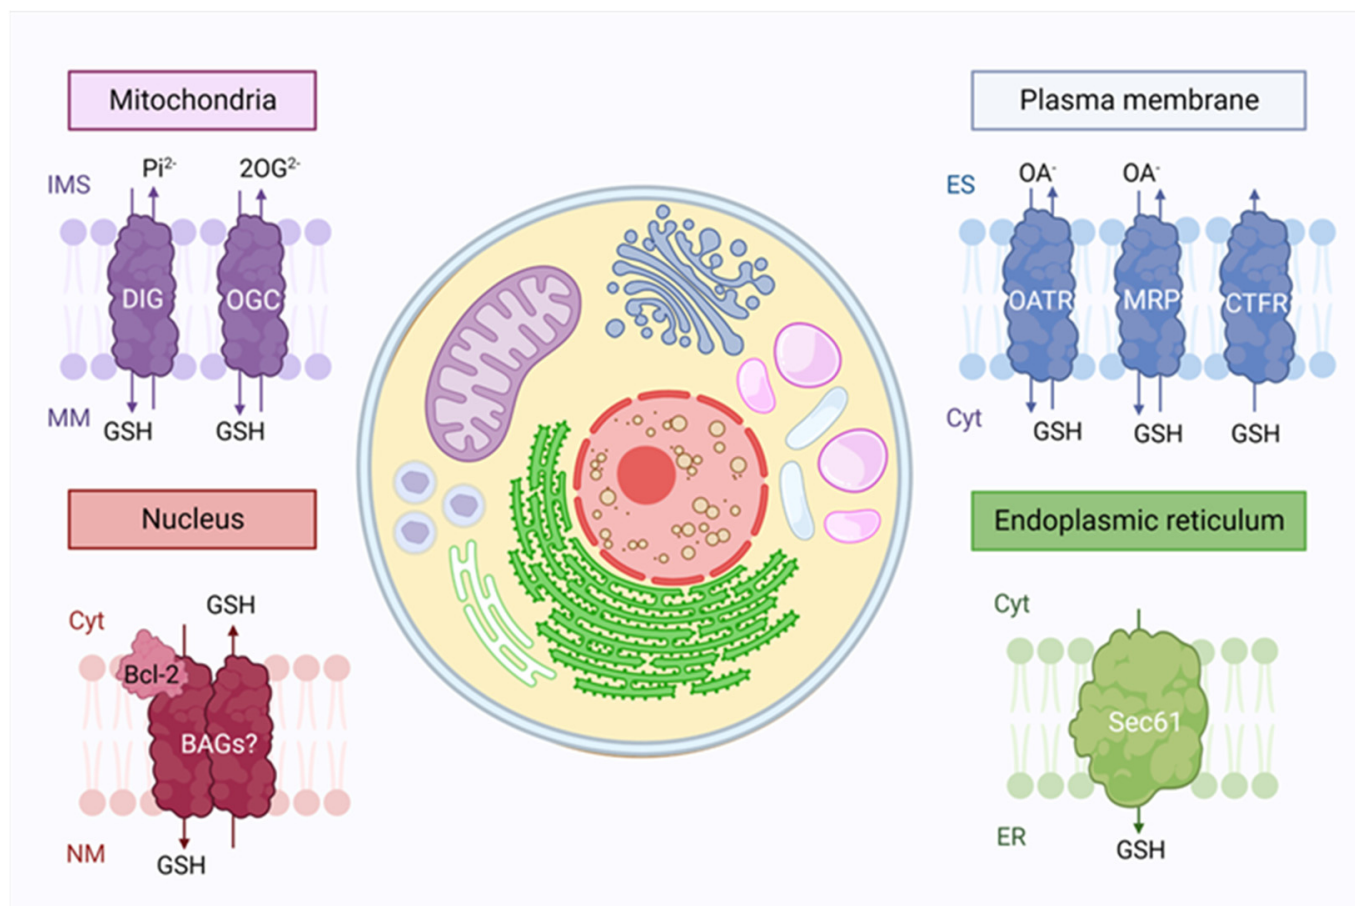 Mitochondria
Pi²⁻ 2OG²⁻
IMS
DIG OGC
MM
GSH GSH
Plasma membrane
OA⁻ OA⁻
ES
OATR MRP CTFR
Cyt
GSH GSH GSH
Nucleus
GSH
Cyt
Bcl-2
BAGs?
NM
GSH
Endoplasmic reticulum
Cyt
Sec61
ER
GSH